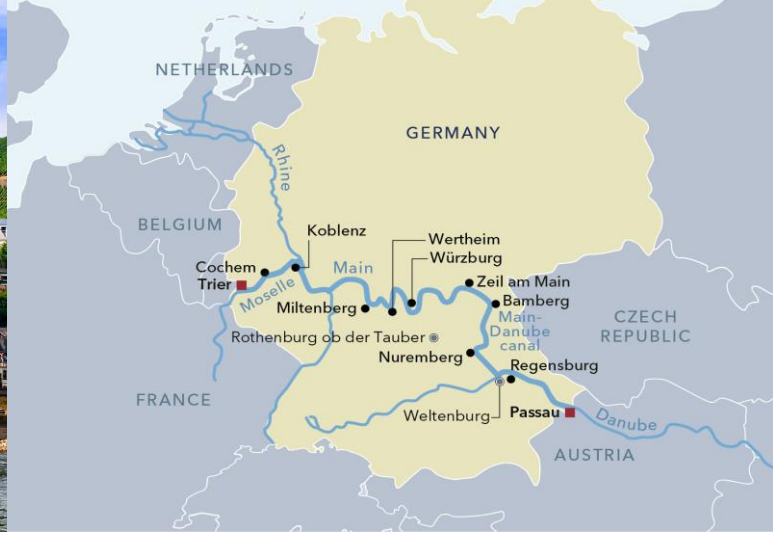 NETHERLANDS
GERMANY
Rhine
BELGIUM
Koblenz
Wertheim
Würzburg
Cochem
Trier
Moselle
Main
Zeil am Main
Miltenberg
Bamberg
Main-
Danube
canal
CZECH
REPUBLIC
Rothenburg ob der Tauber
Nuremberg
Regensburg
FRANCE
Weltenburg
Passau
Danube
AUSTRIA